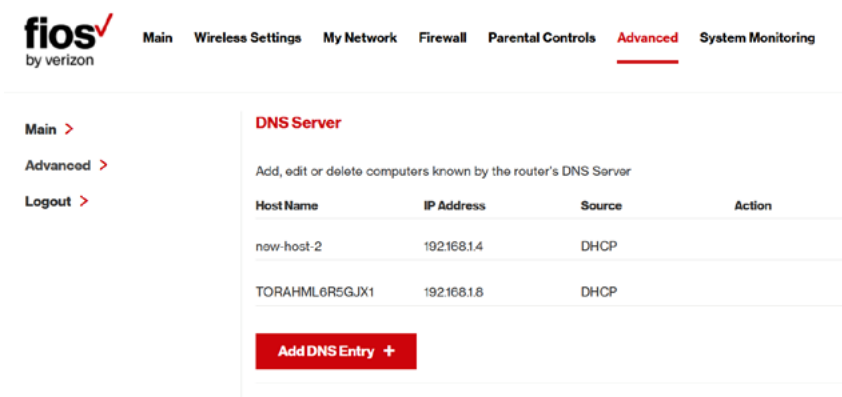 fios
by verizon
Main Wireless Settings My Network Firewall Parental Controls Advanced System Monitoring
Main >
Advanced >
Logout >
DNS Server
Add, edit or delete computers known by the router's DNS Server
Host Name IP Address Source Action
new-host-2 192.168.1.4 DHCP
TORAHML6R5GJX1 192.168.1.8 DHCP
Add DNS Entry +